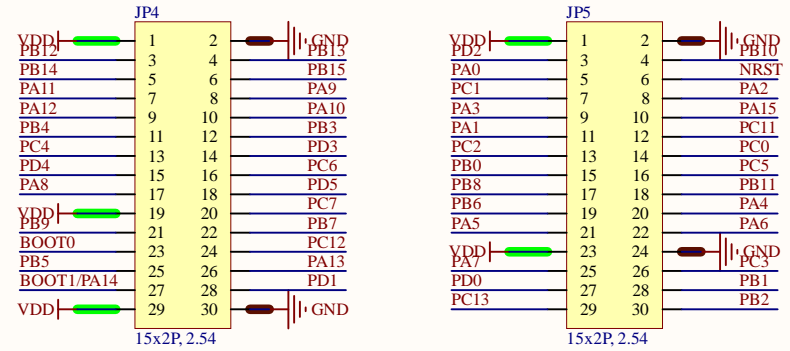 JP4
VDD 1 2 GND
PB12 3 4 PB13
PB14 5 6 PB15
PA11 7 8 PA9
PA12 9 10 PA10
PB4 11 12 PB3
PC4 13 14 PD3
PD4 15 16 PC6
PA8 17 18 PD5
VDD 19 20 PC7
PB9 21 22 PB7
BOOT0 23 24 PC12
PB5 25 26 PA13
BOOT1/PA14 27 28 PD1
VDD 29 30 GND
15x2P, 2.54
JP5
VDD 1 2 GND
PD2 3 4 PB10
PA0 5 6 NRST
PC1 7 8 PA2
PA3 9 10 PA15
PA1 11 12 PC11
PC2 13 14 PC0
PB0 15 16 PC5
PB8 17 18 PB11
PB6 19 20 PA4
PA5 21 22 PA6
VDD 23 24 GND
PA7 25 26 PC3
PD0 27 28 PB1
PC13 29 30 PB2
15x2P, 2.54